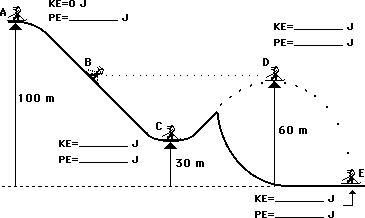 A
KE=0 J
PE=________ J
KE=________ J
PE=________ J
B
D
100 m
C
60 m
KE=________ J
PE=________ J
30 m
E
KE=________ J
PE=________ J